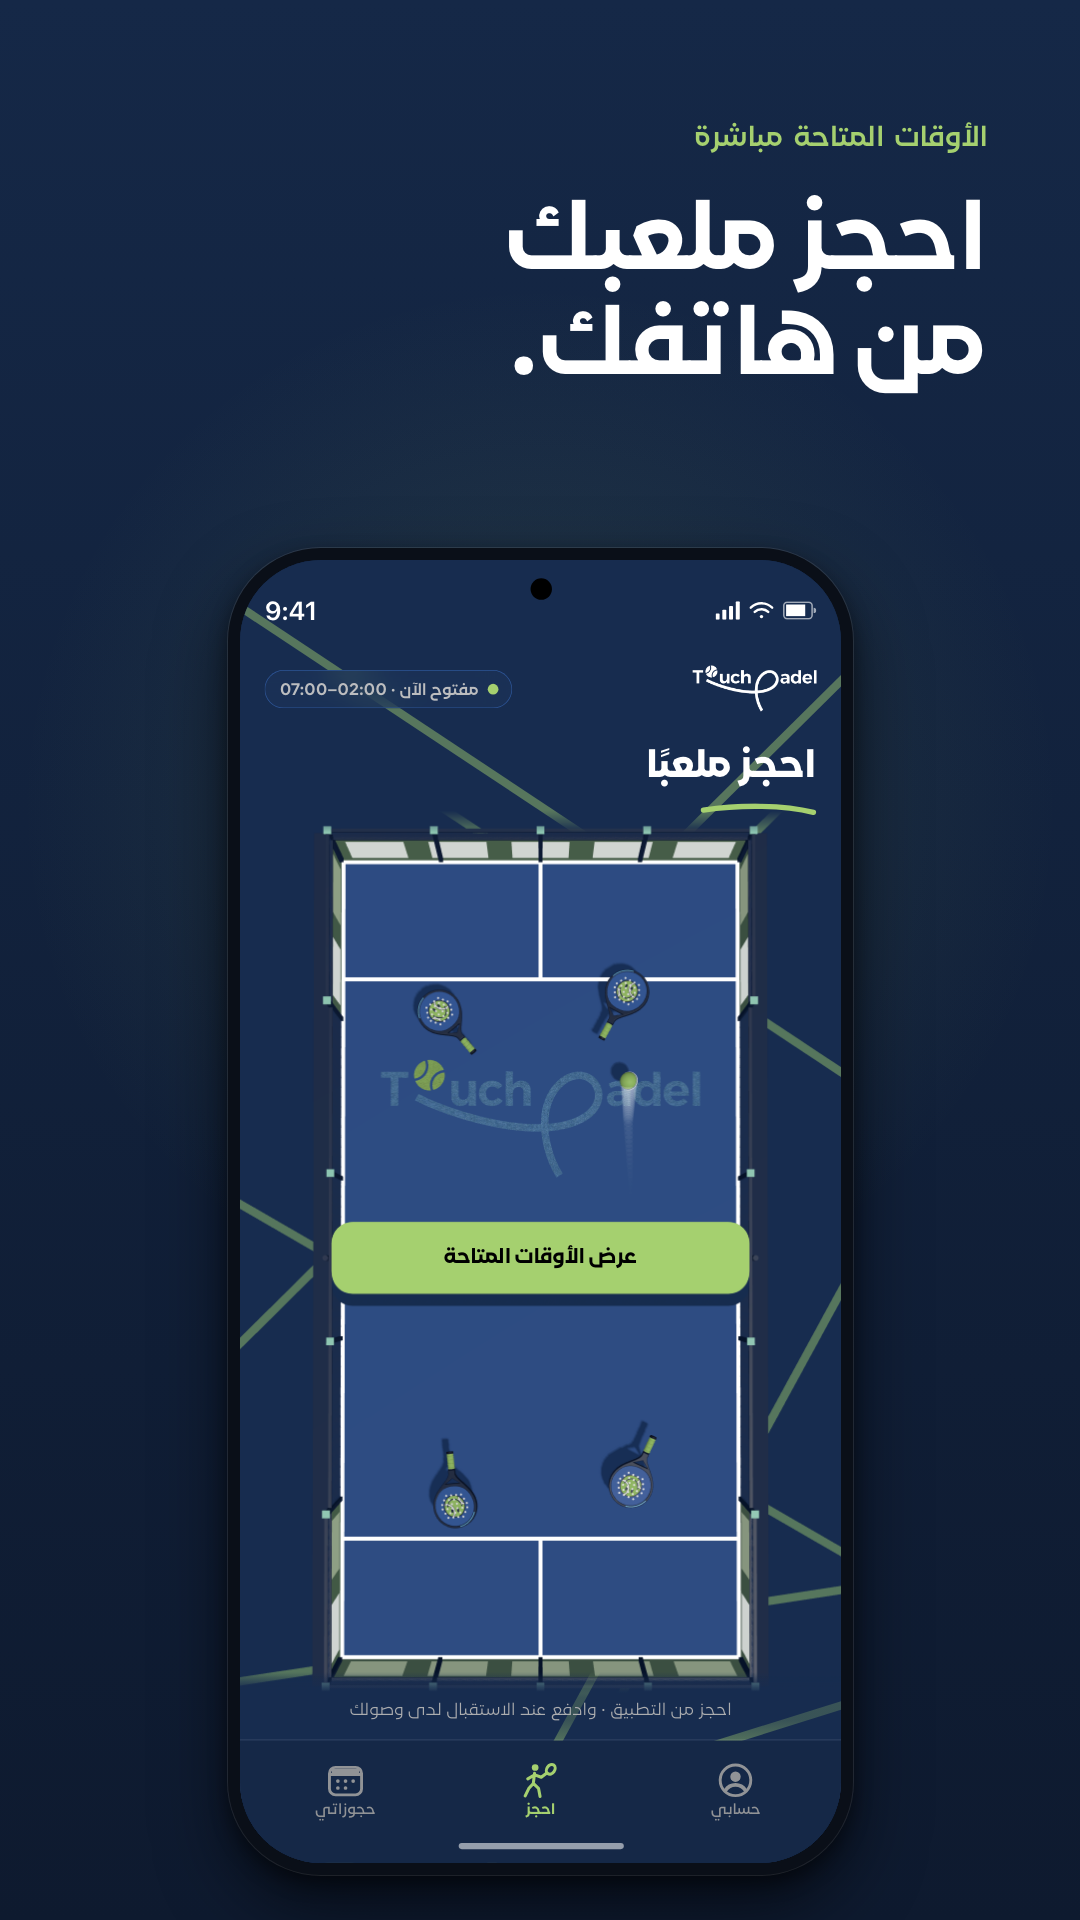 الأوقات المتاحة مباشرة
احجز ملعبك
من هاتفك.
9:41
Touch Padel
مفتوح الآن · 07:00–02:00
احجز ملعبًا
Touch Padel
عرض الأوقات المتاحة
احجز من التطبيق · وادفع عند الاستقبال لدى وصولك
حسابي
احجز
حجوزاتي